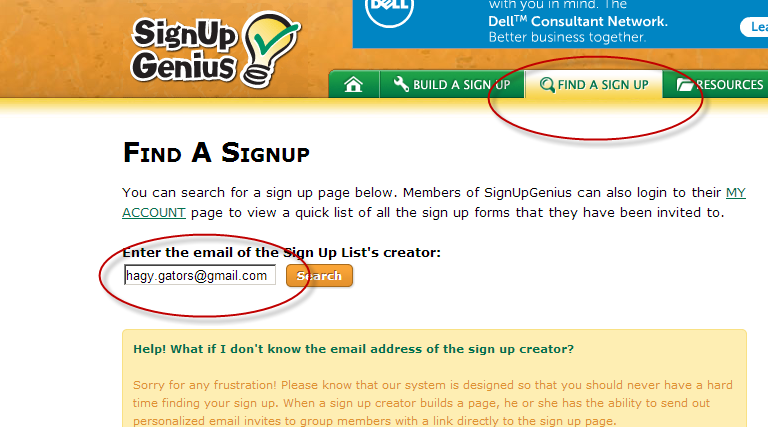 with you in mind. The
DELL
Dell™ Consultant Network.
Better business together.
Lea
SignUp
Genius
BUILD A SIGN UP
FIND A SIGN UP
RESOURCES
FIND A SIGNUP
You can search for a sign up page below. Members of SignUpGenius can also login to their MY
ACCOUNT page to view a quick list of all the sign up forms that they have been invited to.
Enter the email of the Sign Up List's creator:
hagy.gators@gmail.com
Search
Help! What if I don't know the email address of the sign up creator?
Sorry for any frustration! Please know that our system is designed so that you should never have a hard
time finding your sign up. When a sign up creator builds a page, he or she has the ability to send out
personalized email invites to group members with a link directly to the sign up page.